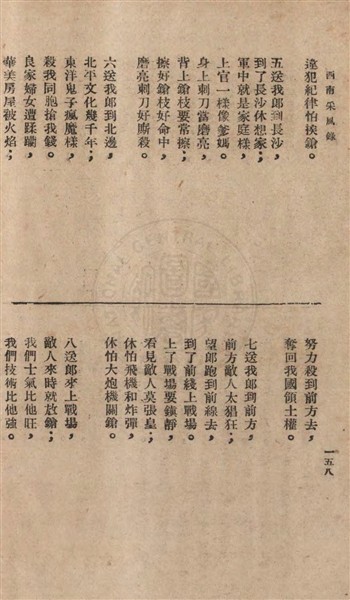 西南采風錄
違犯紀律怕挨鎗。
五送我郎到長沙，
到了長沙休想家；
軍中就是家庭樣，
上官一樣像爹媽。
身上刺刀當磨亮，
背上鎗枝要常擦；
擦好鎗枝好命中，
磨亮刺刀好廝殺。
六送我郎到北邊，
北平文化幾千年；
東洋鬼子瘋魔樣，
殺我同胞搶我錢。
良家婦女遭蹂躪，
華美房屋被火焰；
努力殺到前方去，
奪回我國領土權。
七送我郎到前方，
前方敵人太猖狂；
望郎跑到前線去，
到了前綫上戰場。
上了戰場要鎮靜，
看見敵人莫張皇；
休怕飛機和炸彈，
休怕大炮機關鎗。
八送郎來上戰場，
敵人來時就放鎗；
我們士氣比他旺，
我們技術比他強。
一五八